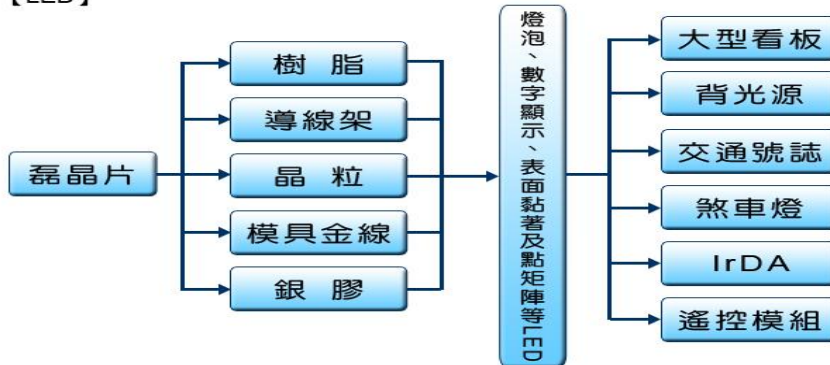 【LED】
磊晶片
樹 脂
導線架
晶 粒
模具金線
銀 膠
燈泡、數字顯示、表面黏著及點矩陣等LED
大型看板
背光源
交通號誌
煞車燈
IrDA
遙控模組